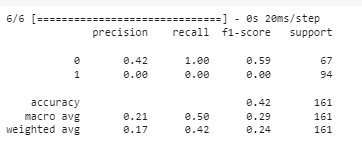 6/6 [==============================] - 0s 20ms/step
precision recall f1-score support
0 0.42 1.00 0.59 67
1 0.00 0.00 0.00 94
accuracy 0.42 161
macro avg 0.21 0.50 0.29 161
weighted avg 0.17 0.42 0.24 161